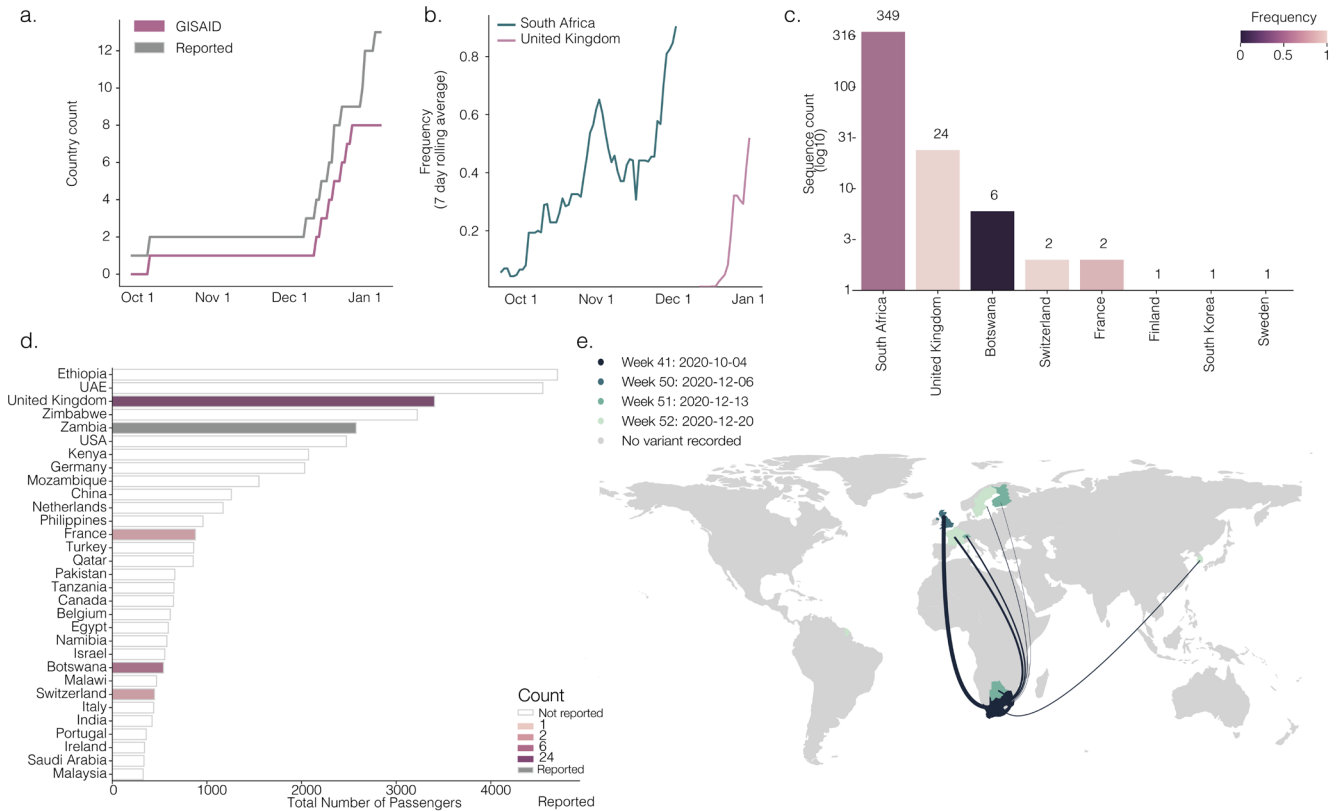 a.
GISAID
Reported
Country count
12
10
8
6
4
2
0
Oct 1
Nov 1
Dec 1
Jan 1
b.
South Africa
United Kingdom
Frequency
(7 day rolling average)
0.8
0.6
0.4
0.2
Oct 1
Nov 1
Dec 1
Jan 1
c.
Frequency
0
0.5
1
Sequence count
(log10)
316
100
31
10
3
1
349
24
6
2
2
1
1
1
South Africa
United Kingdom
Botswana
Switzerland
France
Finland
South Korea
Sweden
d.
Ethiopia
UAE
United Kingdom
Zimbabwe
Zambia
USA
Kenya
Germany
Mozambique
China
Netherlands
Philippines
France
Turkey
Qatar
Pakistan
Tanzania
Canada
Belgium
Egypt
Namibia
Israel
Botswana
Malawi
Switzerland
Italy
India
Portugal
Ireland
Saudi Arabia
Malaysia
Count
Not reported
1
2
6
24
Reported
0
1000
2000
3000
4000
Total Number of Passengers
Reported
e.
Week 41: 2020-10-04
Week 50: 2020-12-06
Week 51: 2020-12-13
Week 52: 2020-12-20
No variant recorded